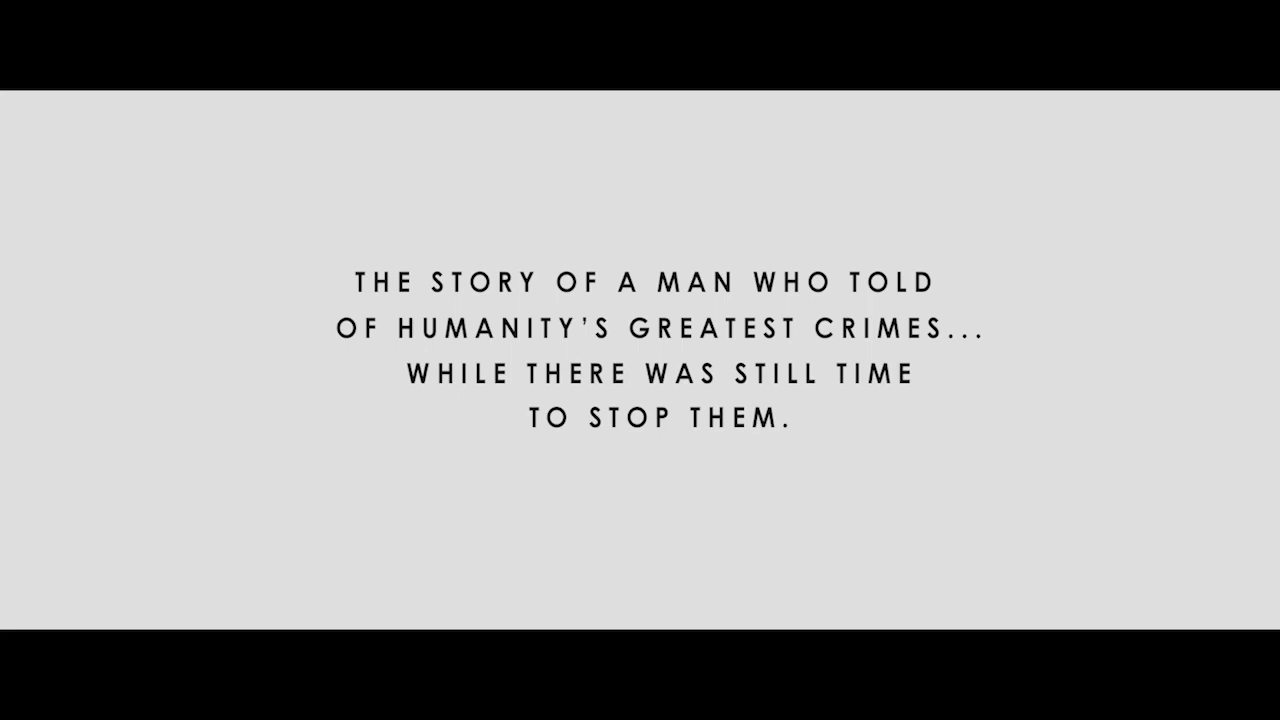 THE STORY OF A MAN WHO TOLD
OF HUMANITY'S GREATEST CRIMES...
WHILE THERE WAS STILL TIME
TO STOP THEM.